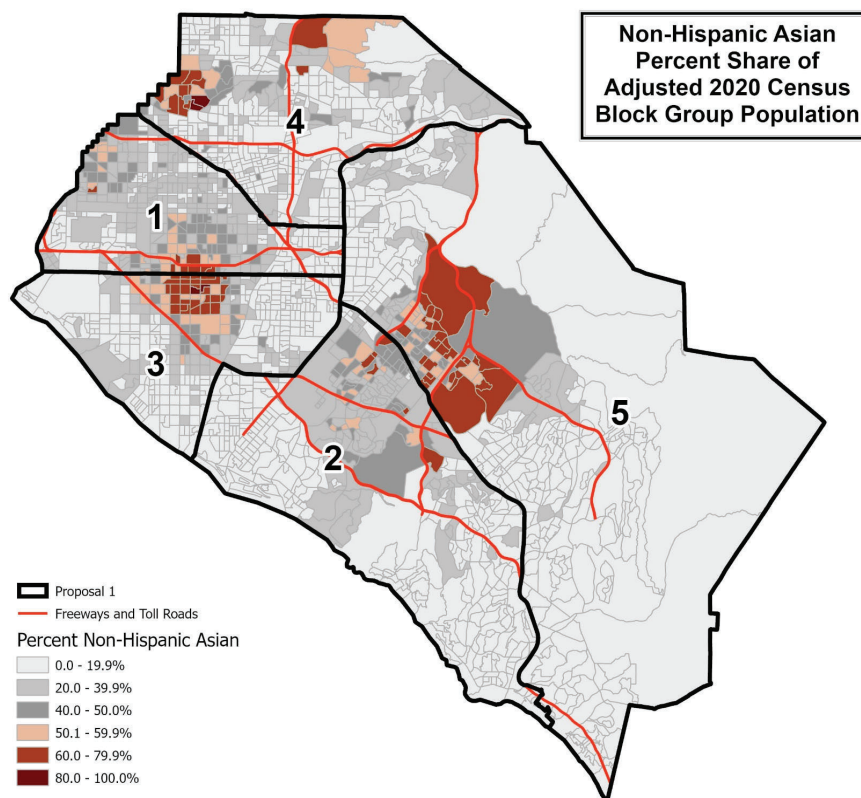 Non-Hispanic Asian
Percent Share of
Adjusted 2020 Census
Block Group Population
4
1
3
5
2
Proposal 1
Freeways and Toll Roads
Percent Non-Hispanic Asian
0.0 - 19.9%
20.0 - 39.9%
40.0 - 50.0%
50.1 - 59.9%
60.0 - 79.9%
80.0 - 100.0%